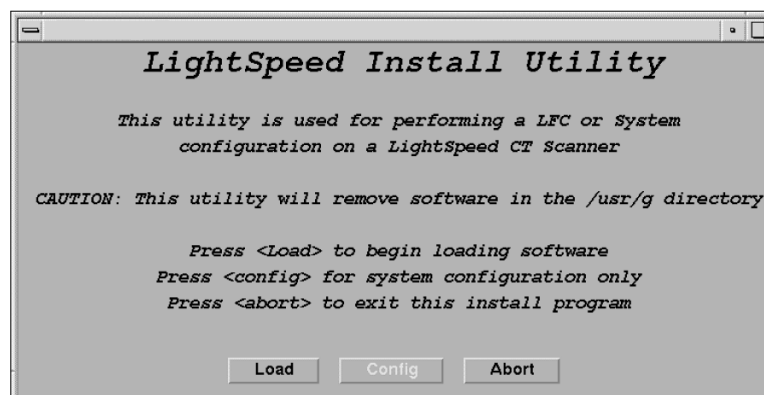 LightSpeed Install Utility
This utility is used for performing a LFC or System
configuration on a LightSpeed CT Scanner
CAUTION: This utility will remove software in the /usr/g directory
Press <Load> to begin loading software
Press <config> for system configuration only
Press <abort> to exit this install program
Load Config Abort